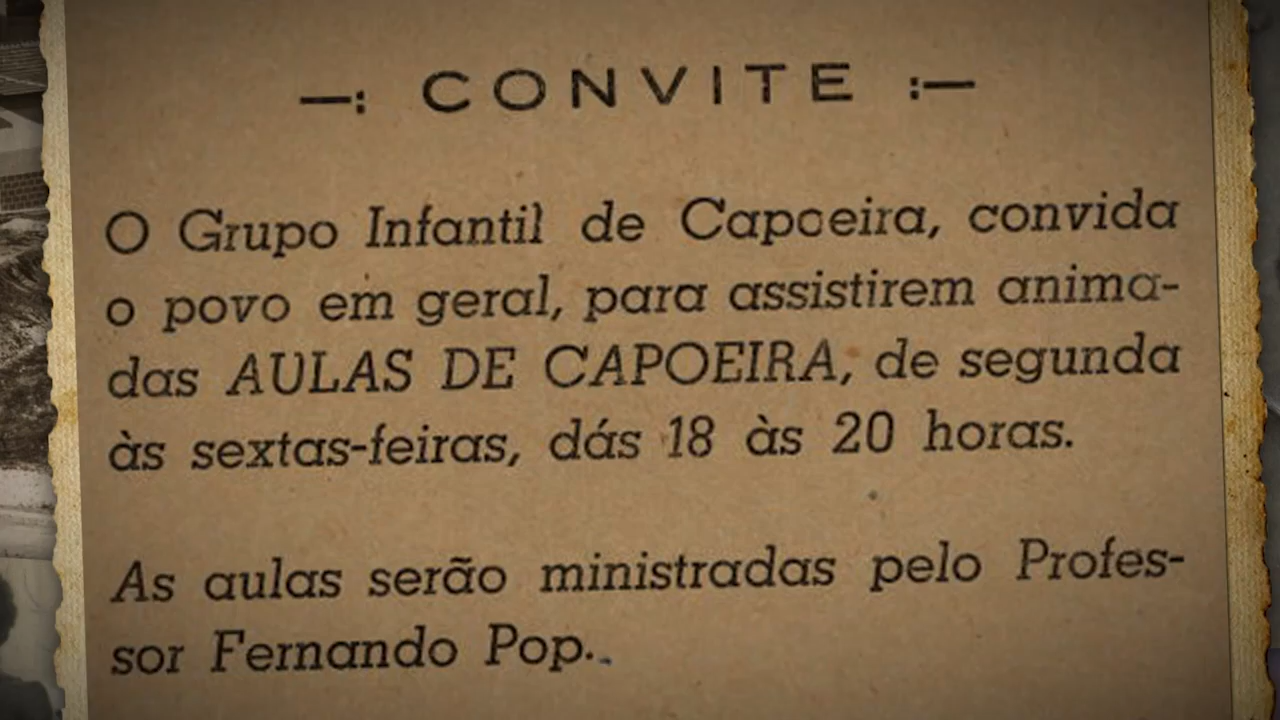 —: CONVITE :—
O Grupo Infantil de Capoeira, convida
o povo em geral, para assistirem anima-
das AULAS DE CAPOEIRA, de segunda
às sextas-feiras, dás 18 às 20 horas.
As aulas serão ministradas pelo Profes-
sor Fernando Pop.